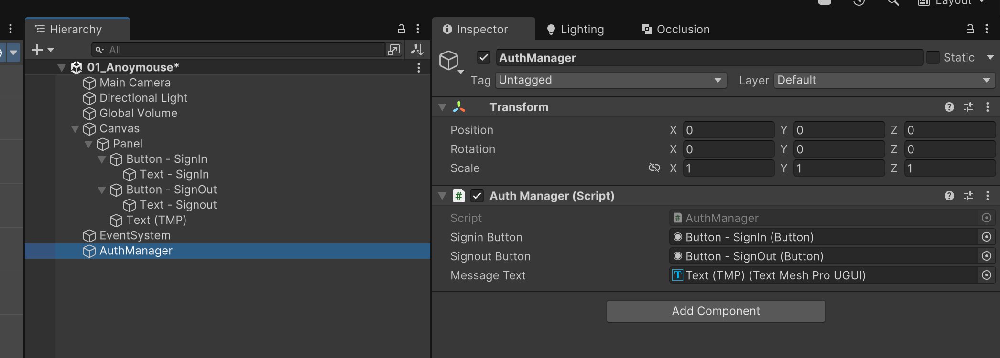 Layout
Hierarchy
All
01_Anoymouse*
Main Camera
Directional Light
Global Volume
Canvas
Panel
Button - SignIn
Text - SignIn
Button - SignOut
Text - Signout
Text (TMP)
EventSystem
AuthManager
Inspector
Lighting
Occlusion
AuthManager
Static
Tag Untagged Layer Default
Transform
Position X 0 Y 0 Z 0
Rotation X 0 Y 0 Z 0
Scale X 1 Y 1 Z 1
# Auth Manager (Script)
Script # AuthManager
Signin Button Button - SignIn (Button)
Signout Button Button - SignOut (Button)
Message Text T Text (TMP) (Text Mesh Pro UGUI)
Add Component